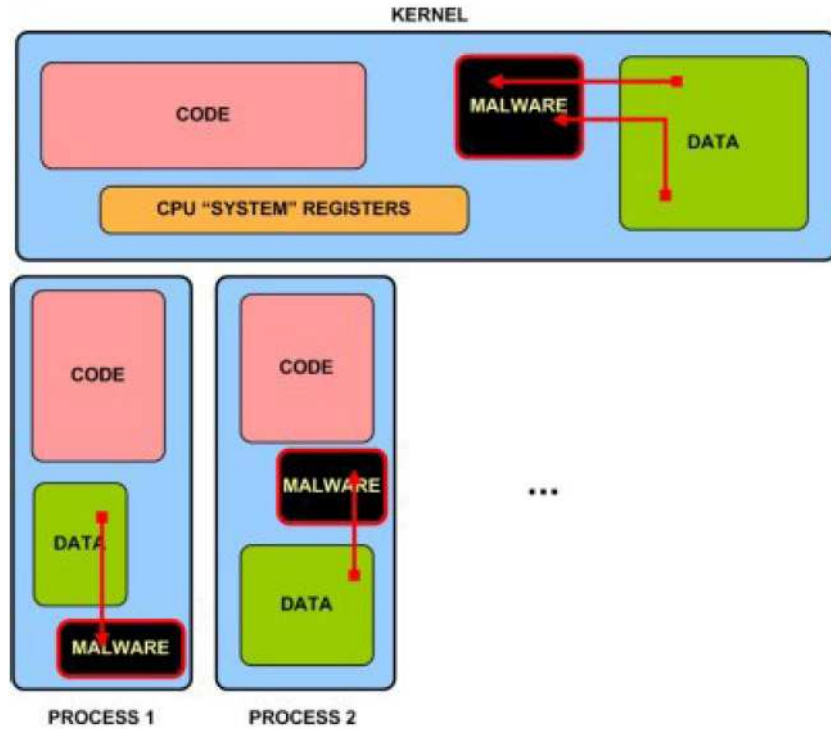 KERNEL
CODE
MALWARE
DATA
CPU “SYSTEM” REGISTERS
CODE
CODE
MALWARE
DATA
DATA
MALWARE
...
PROCESS 1
PROCESS 2